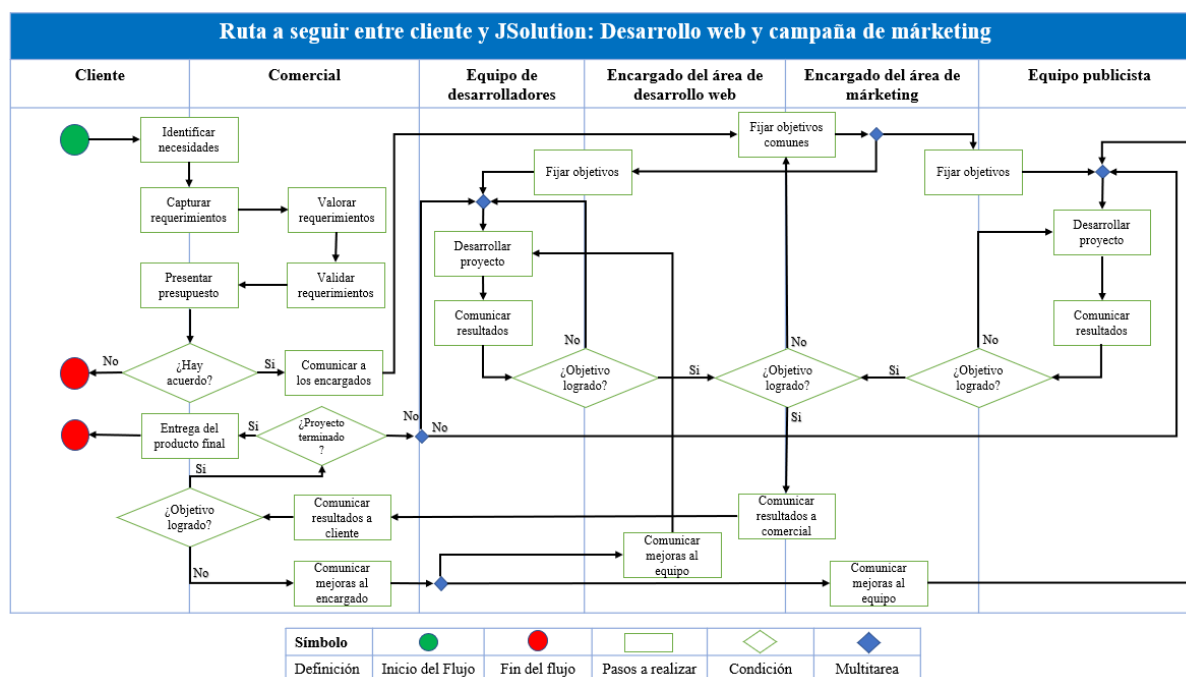 Ruta a seguir entre cliente y JSolution: Desarrollo web y campaña de márketing
Cliente
Comercial
Equipo de
desarrolladores
Encargado del área de
desarrollo web
Encargado del área de
márketing
Equipo publicista
Identificar
necesidades
Fijar objetivos
comunes
Fijar objetivos
Fijar objetivos
Capturar
requerimientos
Valorar
requerimientos
Desarrollar
proyecto
Desarrollar
proyecto
Presentar
presupuesto
Validar
requerimientos
Comunicar
resultados
Comunicar
resultados
No
¿Hay
acuerdo?
Si
Comunicar a
los encargados
No
¿Objetivo
logrado?
Si
No
¿Objetivo
logrado?
Si
Si
No
¿Objetivo
logrado?
Entrega del
producto final
Si
¿Proyecto
terminado
?
No
No
Si
¿Objetivo
logrado?
No
Comunicar
resultados a
cliente
Comunicar
resultados a
comercial
Comunicar
mejoras al
equipo
Comunicar
mejoras al
encargado
Comunicar
mejoras al
equipo
Símbolo
Definición
Inicio del Flujo
Fin del flujo
Pasos a realizar
Condición
Multitarea